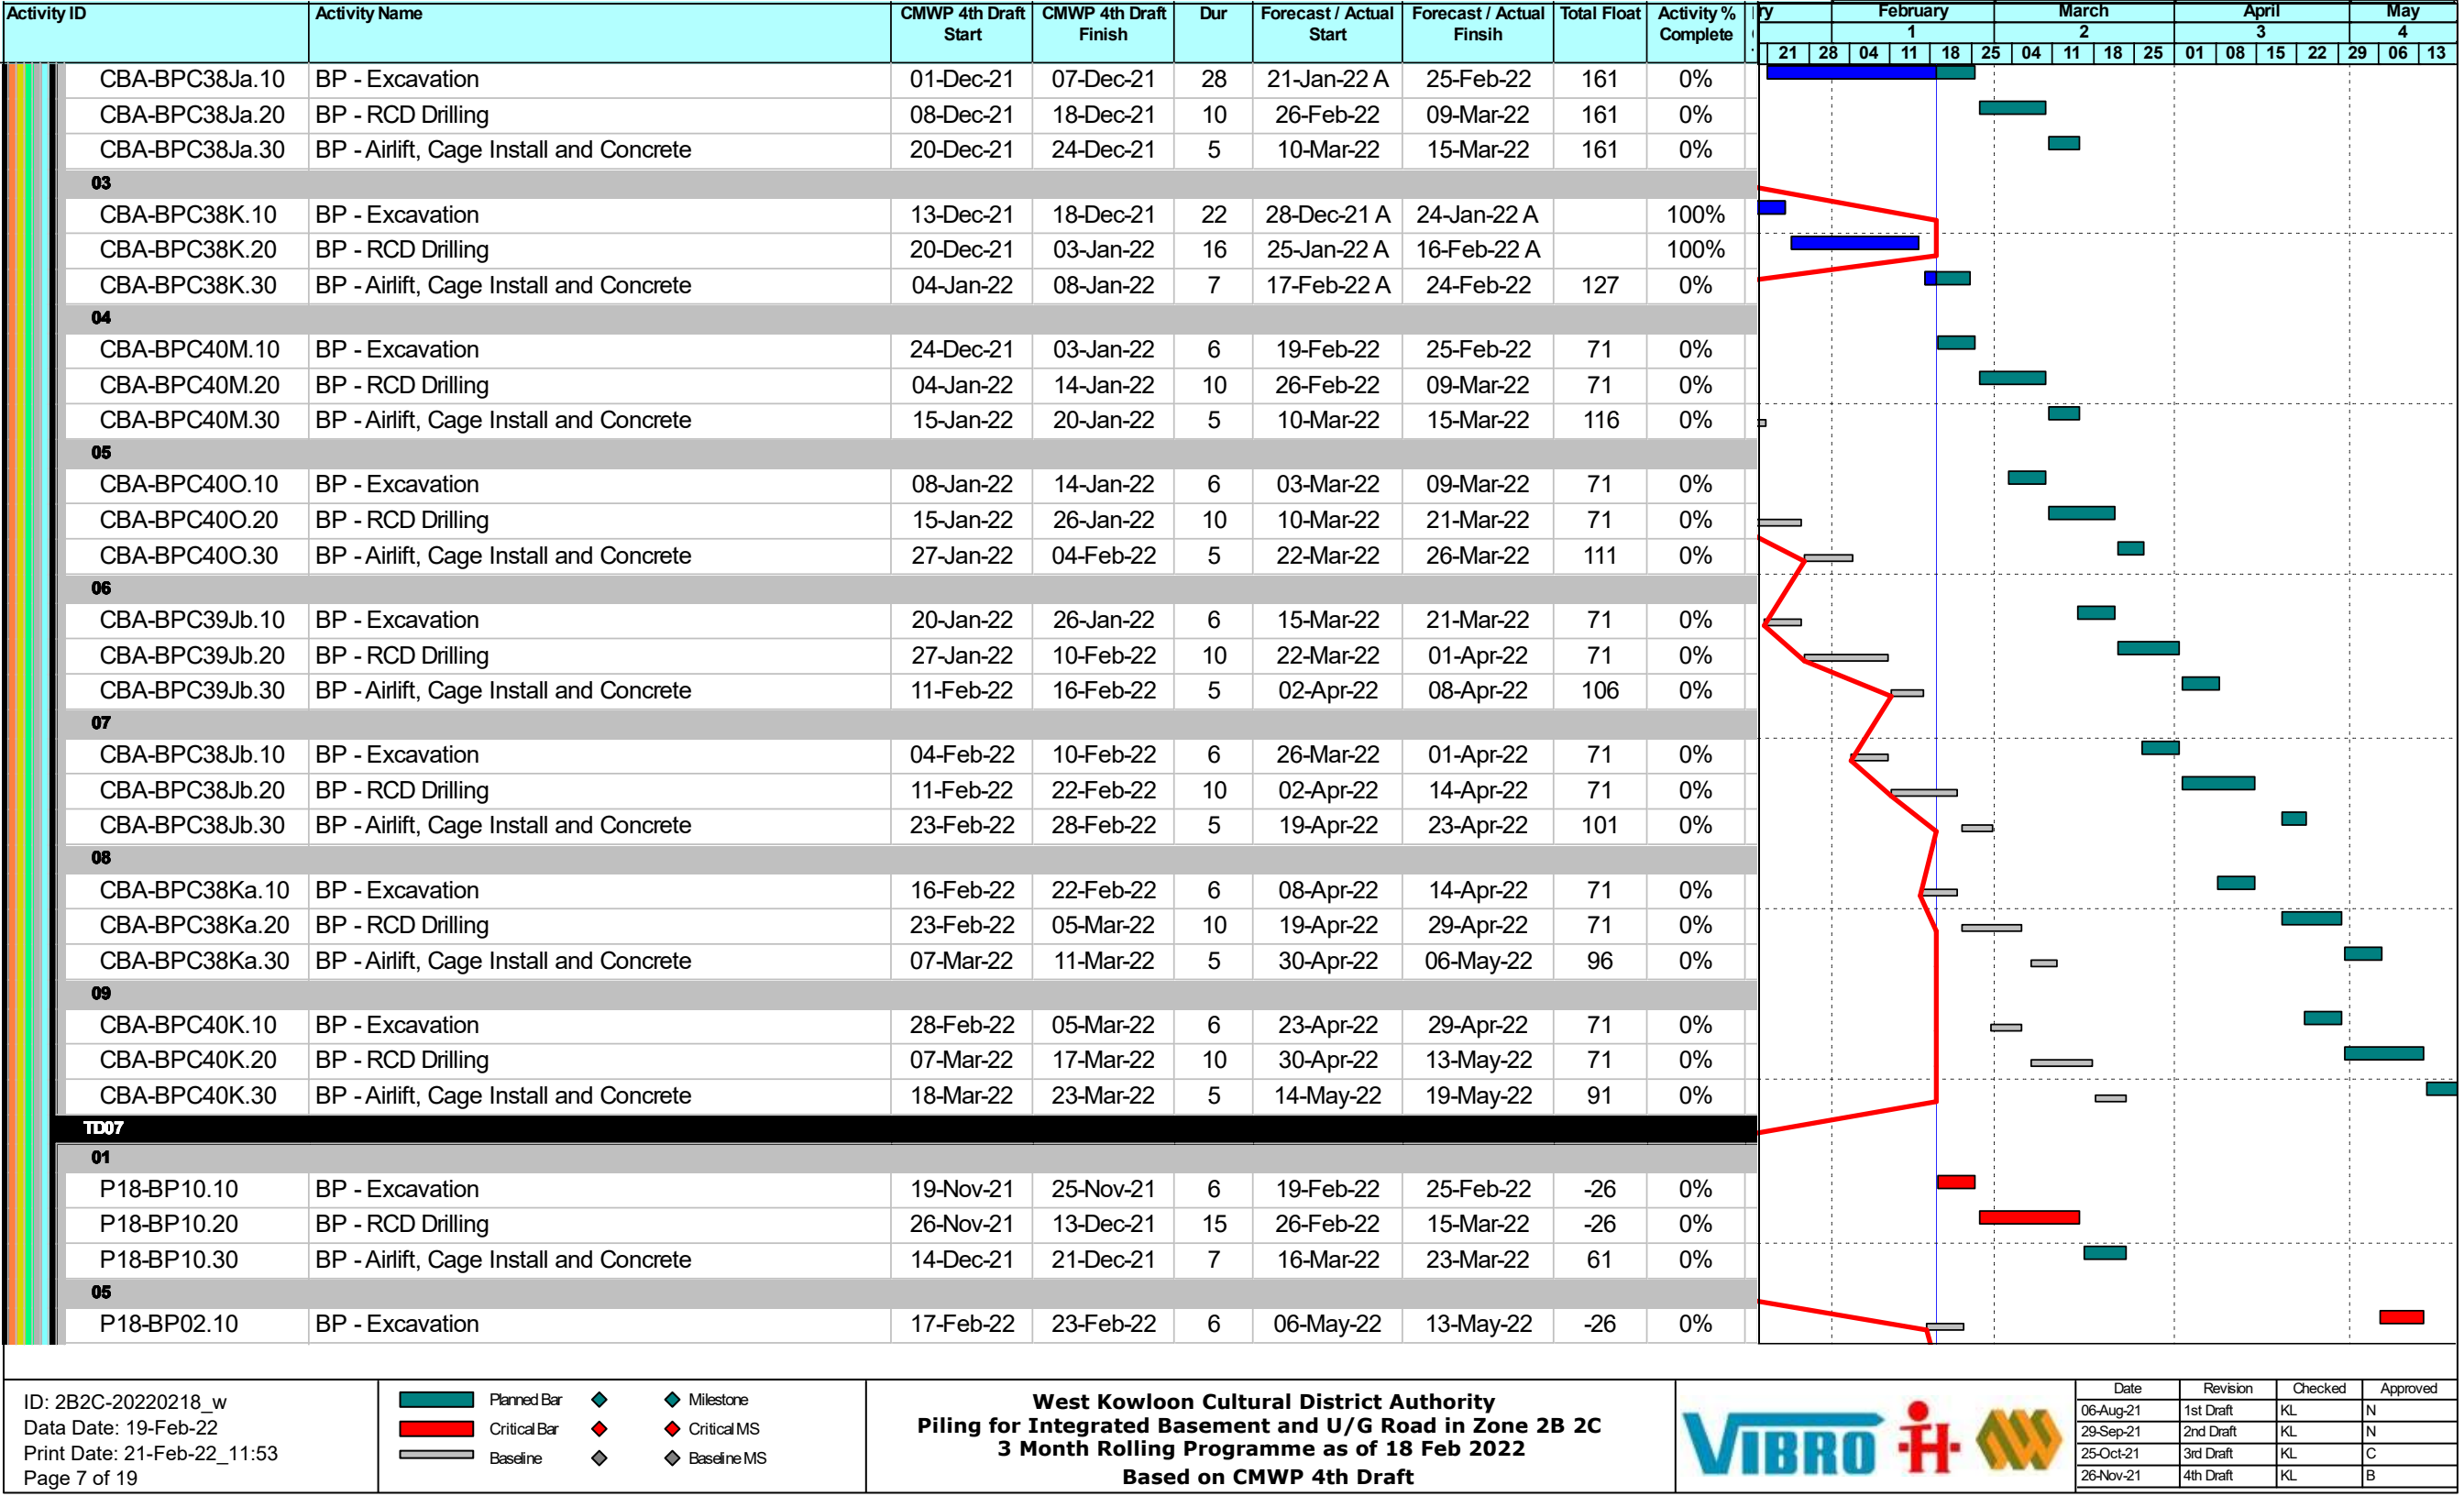 Activity ID Activity Name CMWP 4th Draft Start CMWP 4th Draft Finish Dur Forecast / Actual Start Forecast / Actual Finsih Total Float Activity % Complete ry February March April May
1 2 3 4
21 28 04 11 18 25 04 11 18 25 01 08 15 22 29 06 13
CBA-BPC38Ja.10 BP - Excavation 01-Dec-21 07-Dec-21 28 21-Jan-22 A 25-Feb-22 161 0%
CBA-BPC38Ja.20 BP - RCD Drilling 08-Dec-21 18-Dec-21 10 26-Feb-22 09-Mar-22 161 0%
CBA-BPC38Ja.30 BP - Airlift, Cage Install and Concrete 20-Dec-21 24-Dec-21 5 10-Mar-22 15-Mar-22 161 0%
03
CBA-BPC38K.10 BP - Excavation 13-Dec-21 18-Dec-21 22 28-Dec-21 A 24-Jan-22 A 100%
CBA-BPC38K.20 BP - RCD Drilling 20-Dec-21 03-Jan-22 16 25-Jan-22 A 16-Feb-22 A 100%
CBA-BPC38K.30 BP - Airlift, Cage Install and Concrete 04-Jan-22 08-Jan-22 7 17-Feb-22 A 24-Feb-22 127 0%
04
CBA-BPC40M.10 BP - Excavation 24-Dec-21 03-Jan-22 6 19-Feb-22 25-Feb-22 71 0%
CBA-BPC40M.20 BP - RCD Drilling 04-Jan-22 14-Jan-22 10 26-Feb-22 09-Mar-22 71 0%
CBA-BPC40M.30 BP - Airlift, Cage Install and Concrete 15-Jan-22 20-Jan-22 5 10-Mar-22 15-Mar-22 116 0%
05
CBA-BPC40O.10 BP - Excavation 08-Jan-22 14-Jan-22 6 03-Mar-22 09-Mar-22 71 0%
CBA-BPC40O.20 BP - RCD Drilling 15-Jan-22 26-Jan-22 10 10-Mar-22 21-Mar-22 71 0%
CBA-BPC40O.30 BP - Airlift, Cage Install and Concrete 27-Jan-22 04-Feb-22 5 22-Mar-22 26-Mar-22 111 0%
06
CBA-BPC39Jb.10 BP - Excavation 20-Jan-22 26-Jan-22 6 15-Mar-22 21-Mar-22 71 0%
CBA-BPC39Jb.20 BP - RCD Drilling 27-Jan-22 10-Feb-22 10 22-Mar-22 01-Apr-22 71 0%
CBA-BPC39Jb.30 BP - Airlift, Cage Install and Concrete 11-Feb-22 16-Feb-22 5 02-Apr-22 08-Apr-22 106 0%
07
CBA-BPC38Jb.10 BP - Excavation 04-Feb-22 10-Feb-22 6 26-Mar-22 01-Apr-22 71 0%
CBA-BPC38Jb.20 BP - RCD Drilling 11-Feb-22 22-Feb-22 10 02-Apr-22 14-Apr-22 71 0%
CBA-BPC38Jb.30 BP - Airlift, Cage Install and Concrete 23-Feb-22 28-Feb-22 5 19-Apr-22 23-Apr-22 101 0%
08
CBA-BPC38Ka.10 BP - Excavation 16-Feb-22 22-Feb-22 6 08-Apr-22 14-Apr-22 71 0%
CBA-BPC38Ka.20 BP - RCD Drilling 23-Feb-22 05-Mar-22 10 19-Apr-22 29-Apr-22 71 0%
CBA-BPC38Ka.30 BP - Airlift, Cage Install and Concrete 07-Mar-22 11-Mar-22 5 30-Apr-22 06-May-22 96 0%
09
CBA-BPC40K.10 BP - Excavation 28-Feb-22 05-Mar-22 6 23-Apr-22 29-Apr-22 71 0%
CBA-BPC40K.20 BP - RCD Drilling 07-Mar-22 17-Mar-22 10 30-Apr-22 13-May-22 71 0%
CBA-BPC40K.30 BP - Airlift, Cage Install and Concrete 18-Mar-22 23-Mar-22 5 14-May-22 19-May-22 91 0%
TD07
01
P18-BP10.10 BP - Excavation 19-Nov-21 25-Nov-21 6 19-Feb-22 25-Feb-22 -26 0%
P18-BP10.20 BP - RCD Drilling 26-Nov-21 13-Dec-21 15 26-Feb-22 15-Mar-22 -26 0%
P18-BP10.30 BP - Airlift, Cage Install and Concrete 14-Dec-21 21-Dec-21 7 16-Mar-22 23-Mar-22 61 0%
05
P18-BP02.10 BP - Excavation 17-Feb-22 23-Feb-22 6 06-May-22 13-May-22 -26 0%
ID: 2B2C-20220218_w
Data Date: 19-Feb-22
Print Date: 21-Feb-22_11:53
Page 7 of 19
Planned Bar Milestone
Critical Bar Critical MS
Baseline Baseline MS
West Kowloon Cultural District Authority
Piling for Integrated Basement and U/G Road in Zone 2B 2C
3 Month Rolling Programme as of 18 Feb 2022
Based on CMWP 4th Draft
VIBRO
Date Revision Checked Approved
06-Aug-21 1st Draft KL N
29-Sep-21 2nd Draft KL N
25-Oct-21 3rd Draft KL C
26-Nov-21 4th Draft KL B